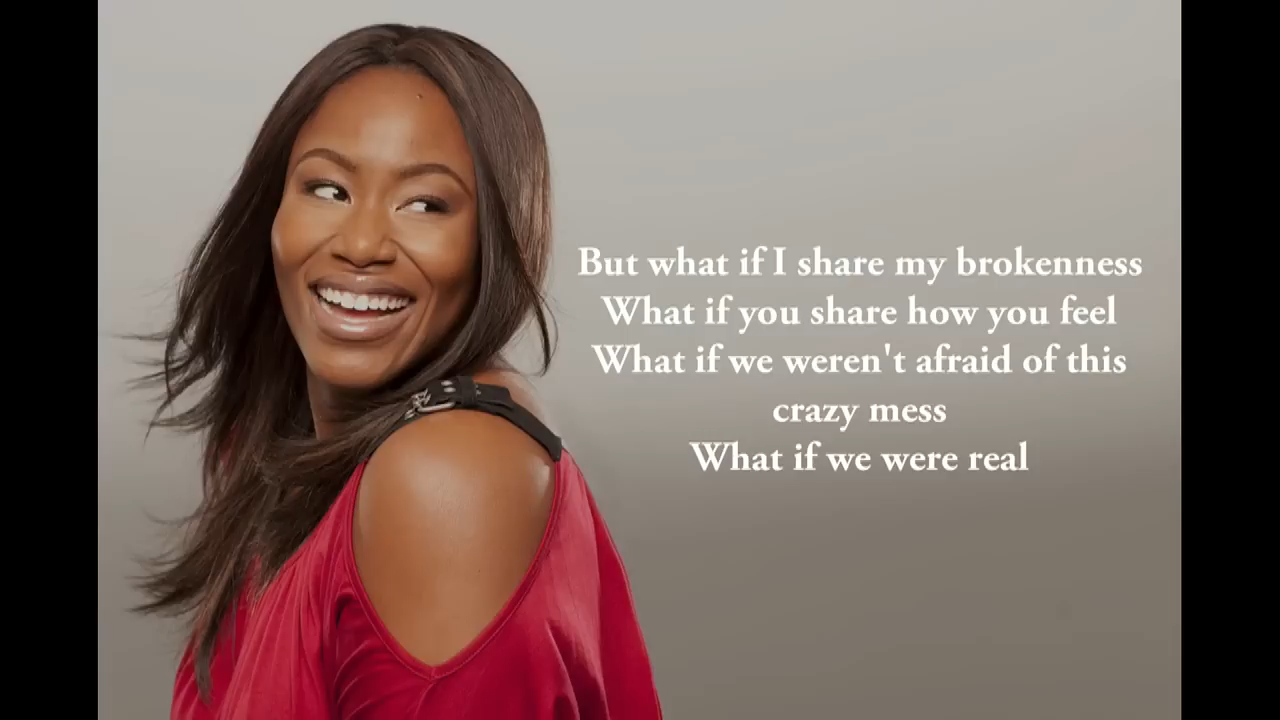 But what if I share my brokenness
What if you share how you feel
What if we weren't afraid of this
crazy mess
What if we were real